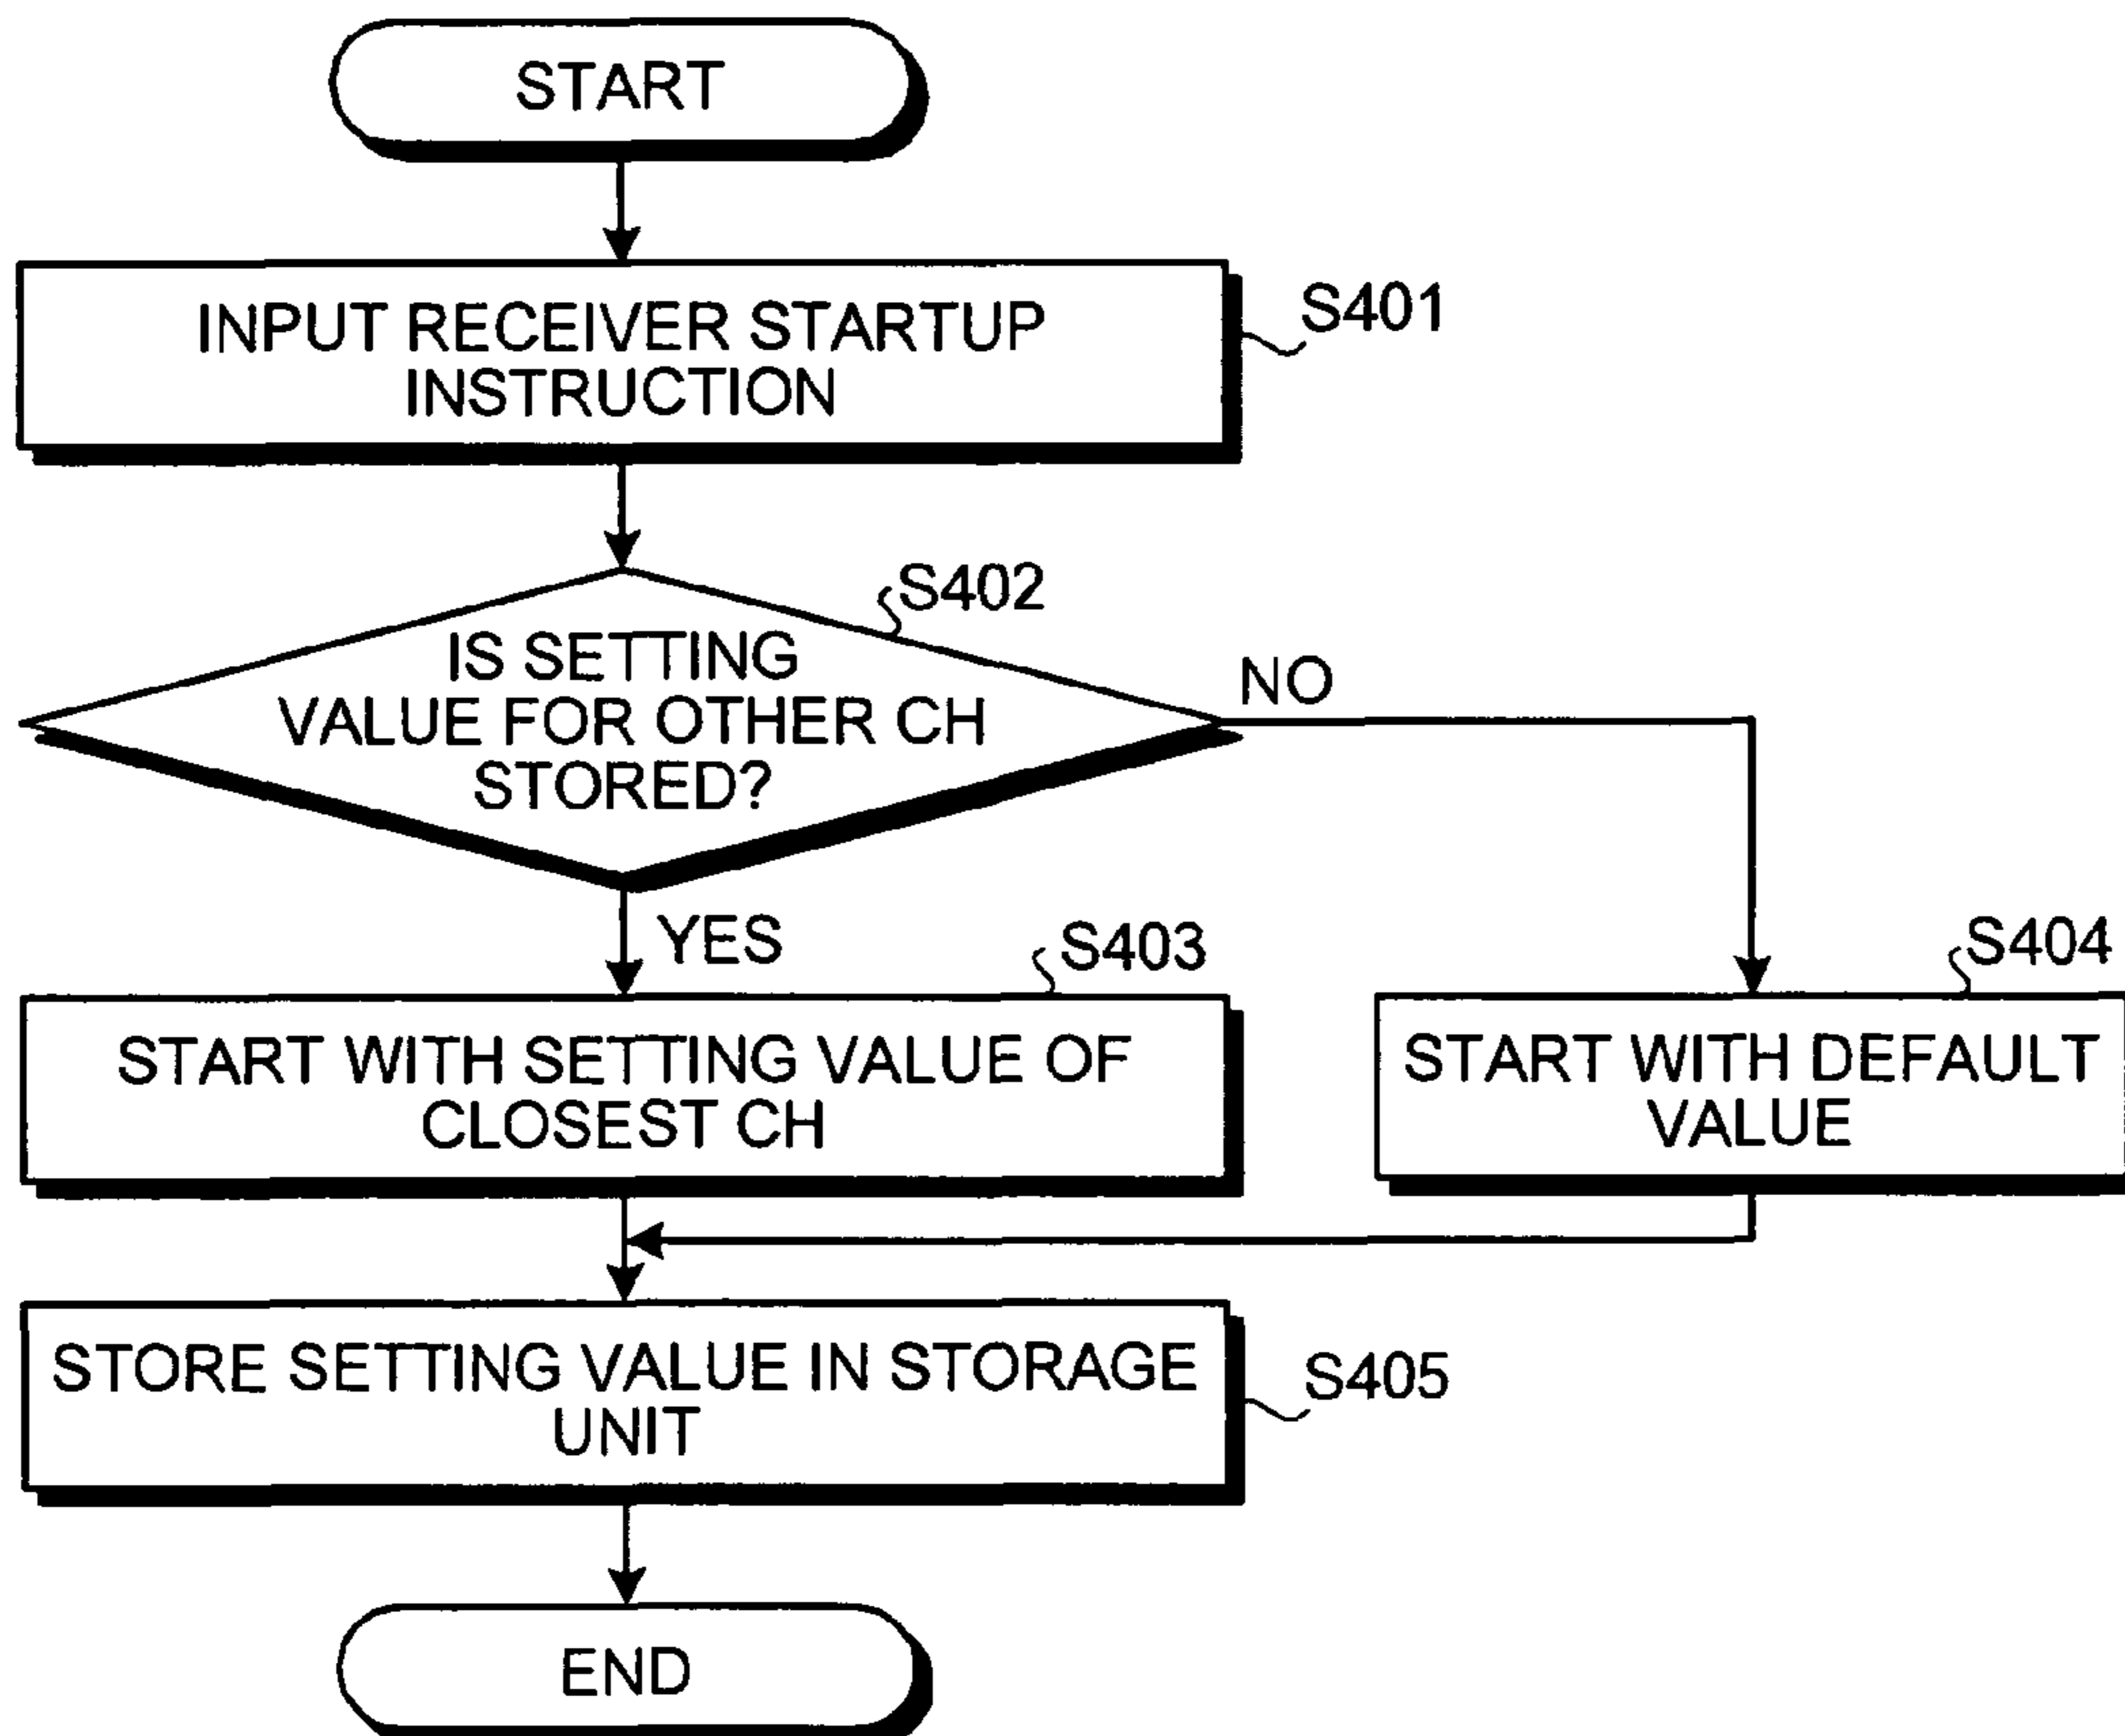 START
INPUT RECEIVER STARTUP
INSTRUCTION
S401
S402
IS SETTING
VALUE FOR OTHER CH
STORED?
NO
YES
S403
START WITH SETTING VALUE OF
CLOSEST CH
S404
START WITH DEFAULT
VALUE
STORE SETTING VALUE IN STORAGE
UNIT
S405
END